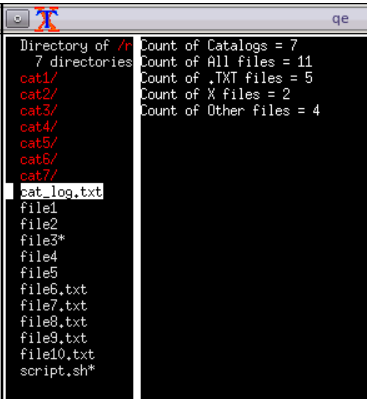 qe
Directory of /r
7 directories
cat1/
cat2/
cat3/
cat4/
cat5/
cat6/
cat7/
cat_log.txt
file1
file2
file3*
file4
file5
file6.txt
file7.txt
file8.txt
file9.txt
file10.txt
script.sh*
Count of Catalogs = 7
Count of All files = 11
Count of .TXT files = 5
Count of X files = 2
Count of Other files = 4